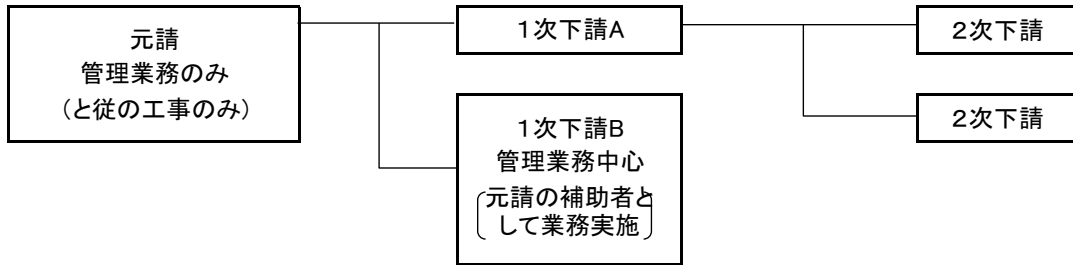 元請
管理業務のみ
（と従の工事のみ）
１次下請A
２次下請
２次下請
１次下請B
管理業務中心
元請の補助者と
して業務実施